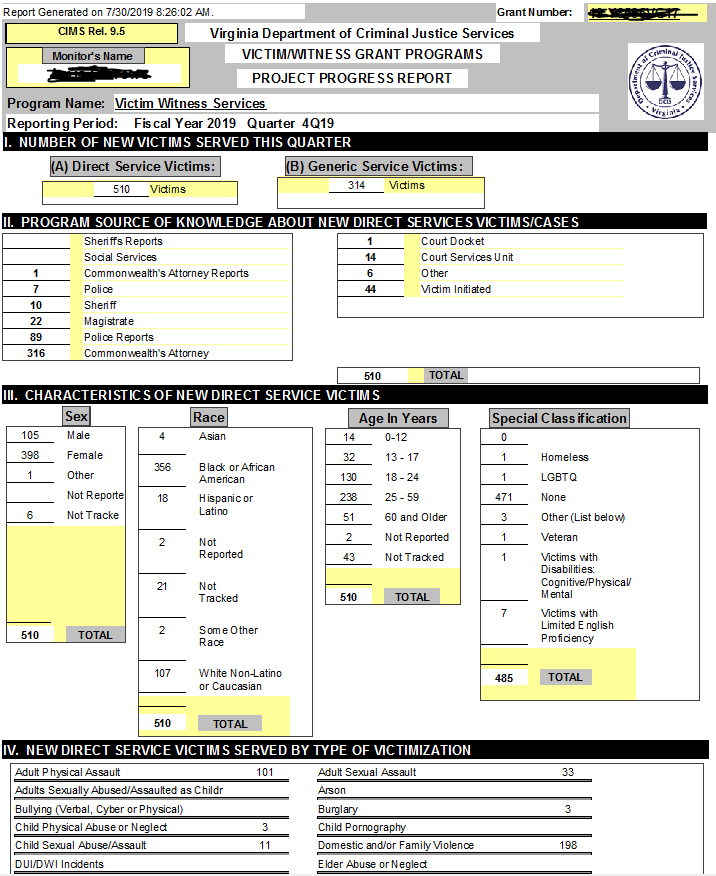 Report Generated on 7/30/2019 8:26:02 AM.
Grant Number:
CIMS Rel. 9.5
Virginia Department of Criminal Justice Services
Monitor's Name
VICTIM/WITNESS GRANT PROGRAMS
PROJECT PROGRESS REPORT
Department of Criminal Justice Services
DCJS
Virginia
Program Name: Victim Witness Services
Reporting Period: Fiscal Year 2019 Quarter 4Q19
I. NUMBER OF NEW VICTIMS SERVED THIS QUARTER
(A) Direct Service Victims:
510 Victims
(B) Generic Service Victims:
314 Victims
II. PROGRAM SOURCE OF KNOWLEDGE ABOUT NEW DIRECT SERVICES VICTIMS/CASES
Sheriff's Reports
Social Services
1 Commonwealth's Attorney Reports
7 Police
10 Sheriff
22 Magistrate
89 Police Reports
316 Commonwealth's Attorney
1 Court Docket
14 Court Services Unit
6 Other
44 Victim Initiated
510 TOTAL
III. CHARACTERISTICS OF NEW DIRECT SERVICE VICTIMS
Sex
105 Male
398 Female
1 Other
Not Reporte
6 Not Tracke
510 TOTAL
Race
4 Asian
356 Black or African
American
18 Hispanic or
Latino
2 Not
Reported
21 Not
Tracked
2 Some Other
Race
107 White Non-Latino
or Caucasian
510 TOTAL
Age In Years
14 0-12
32 13 - 17
130 18 - 24
238 25 - 59
51 60 and Older
2 Not Reported
43 Not Tracked
510 TOTAL
Special Classification
0
1 Homeless
1 LGBTQ
471 None
3 Other (List below)
1 Veteran
1 Victims with
Disabilities:
Cognitive/Physical/
Mental
7 Victims with
Limited English
Proficiency
485 TOTAL
IV. NEW DIRECT SERVICE VICTIMS SERVED BY TYPE OF VICTIMIZATION
Adult Physical Assault 101
Adult Sexual Assault 33
Adults Sexually Abused/Assaulted as Childr
Arson
Bullying (Verbal, Cyber or Physical)
Burglary 3
Child Physical Abuse or Neglect 3
Child Pornography
Child Sexual Abuse/Assault 11
Domestic and/or Family Violence 198
DUI/DWI Incidents
Elder Abuse or Neglect